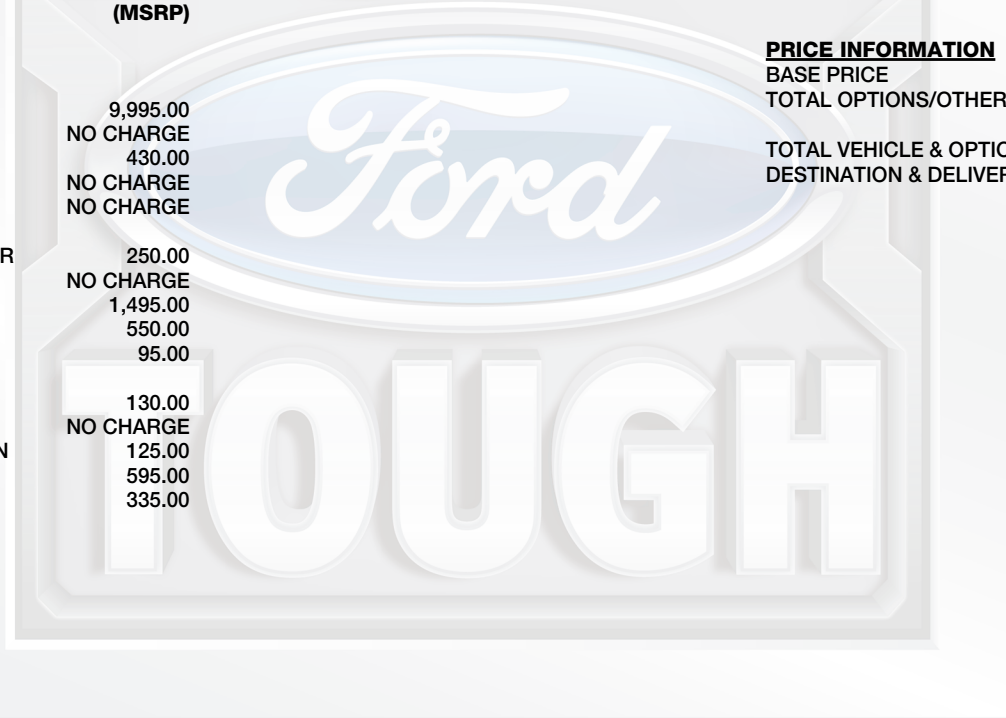 (MSRP)
9,995.00
NO CHARGE
430.00
NO CHARGE
NO CHARGE
R 250.00
NO CHARGE
1,495.00
550.00
95.00
130.00
NO CHARGE
N 125.00
595.00
335.00
PRICE INFORMATION
BASE PRICE
TOTAL OPTIONS/OTHER
TOTAL VEHICLE & OPTIO
DESTINATION & DELIVER
Ford
TOUGH